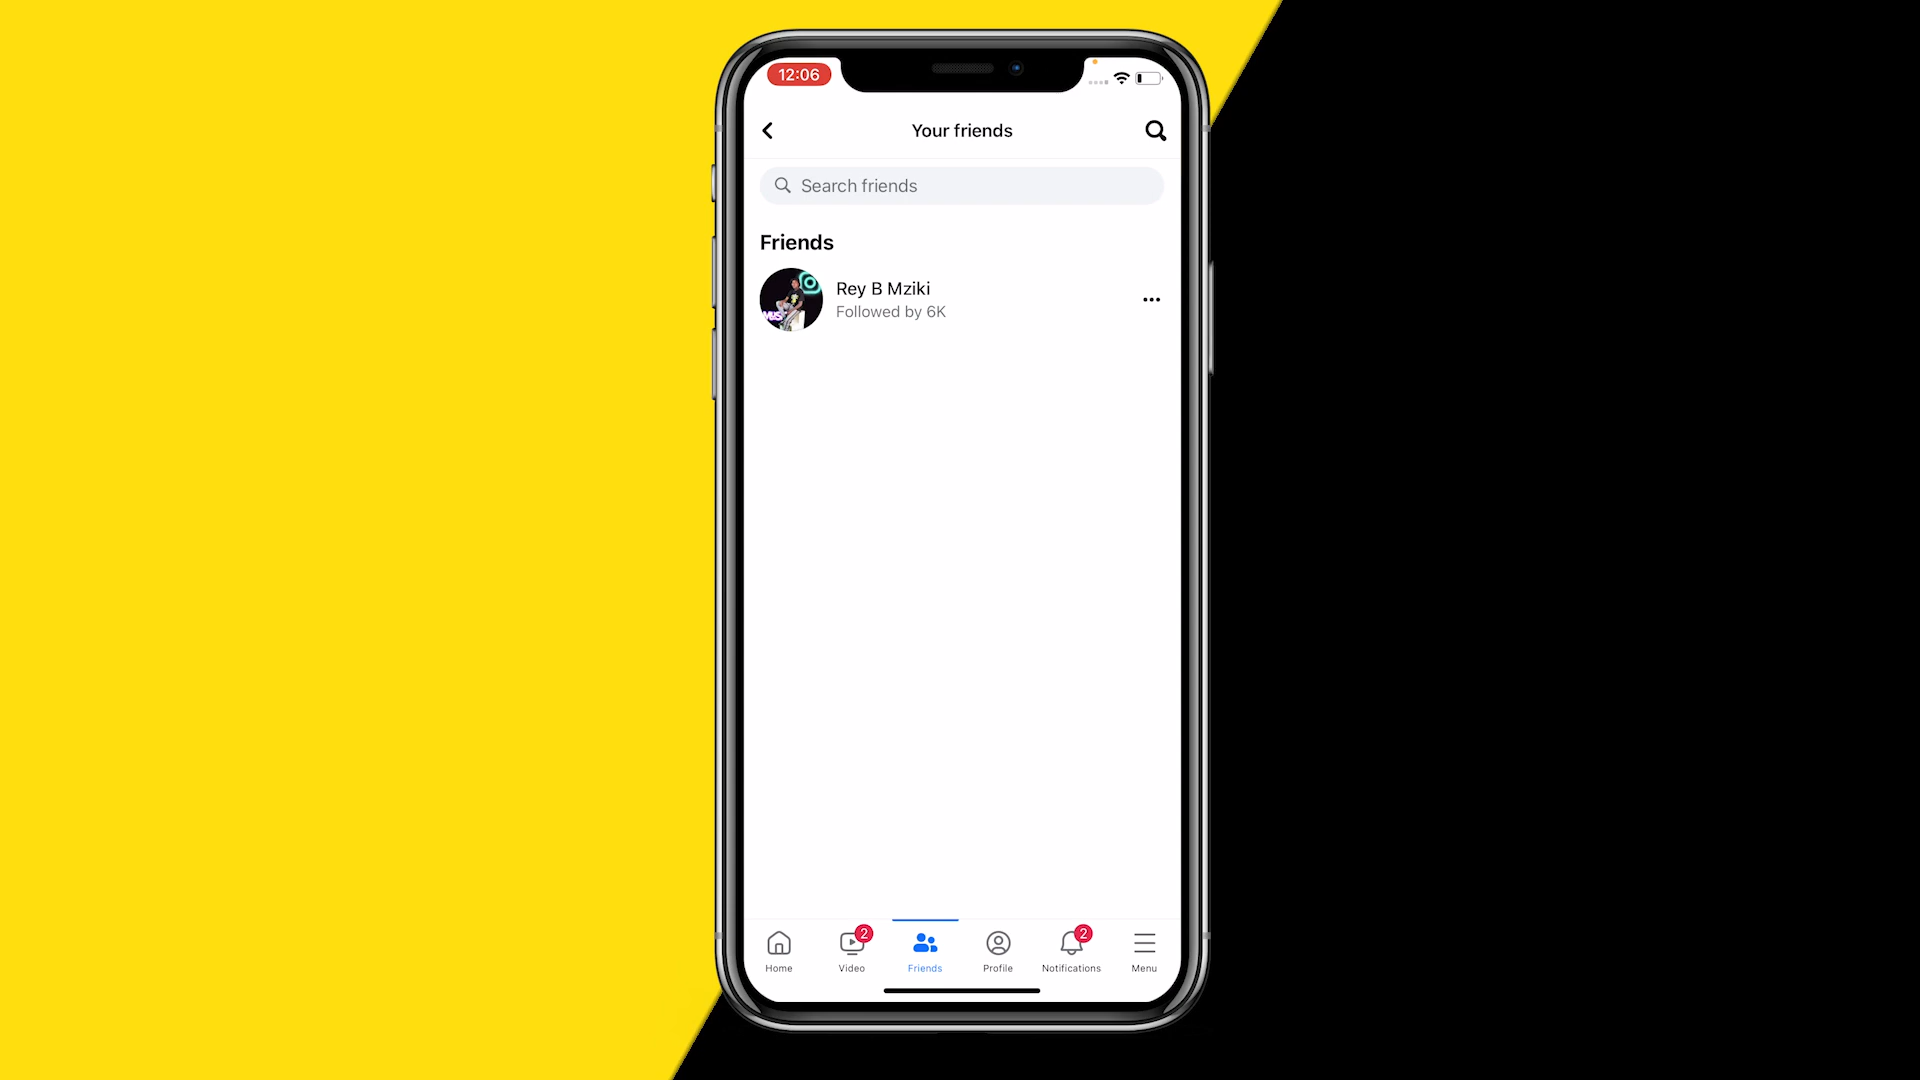 12:06
Your friends
Search friends
Friends
Rey B Mziki
Followed by 6K
2
2
Home
Video
Friends
Profile
Notifications
Menu